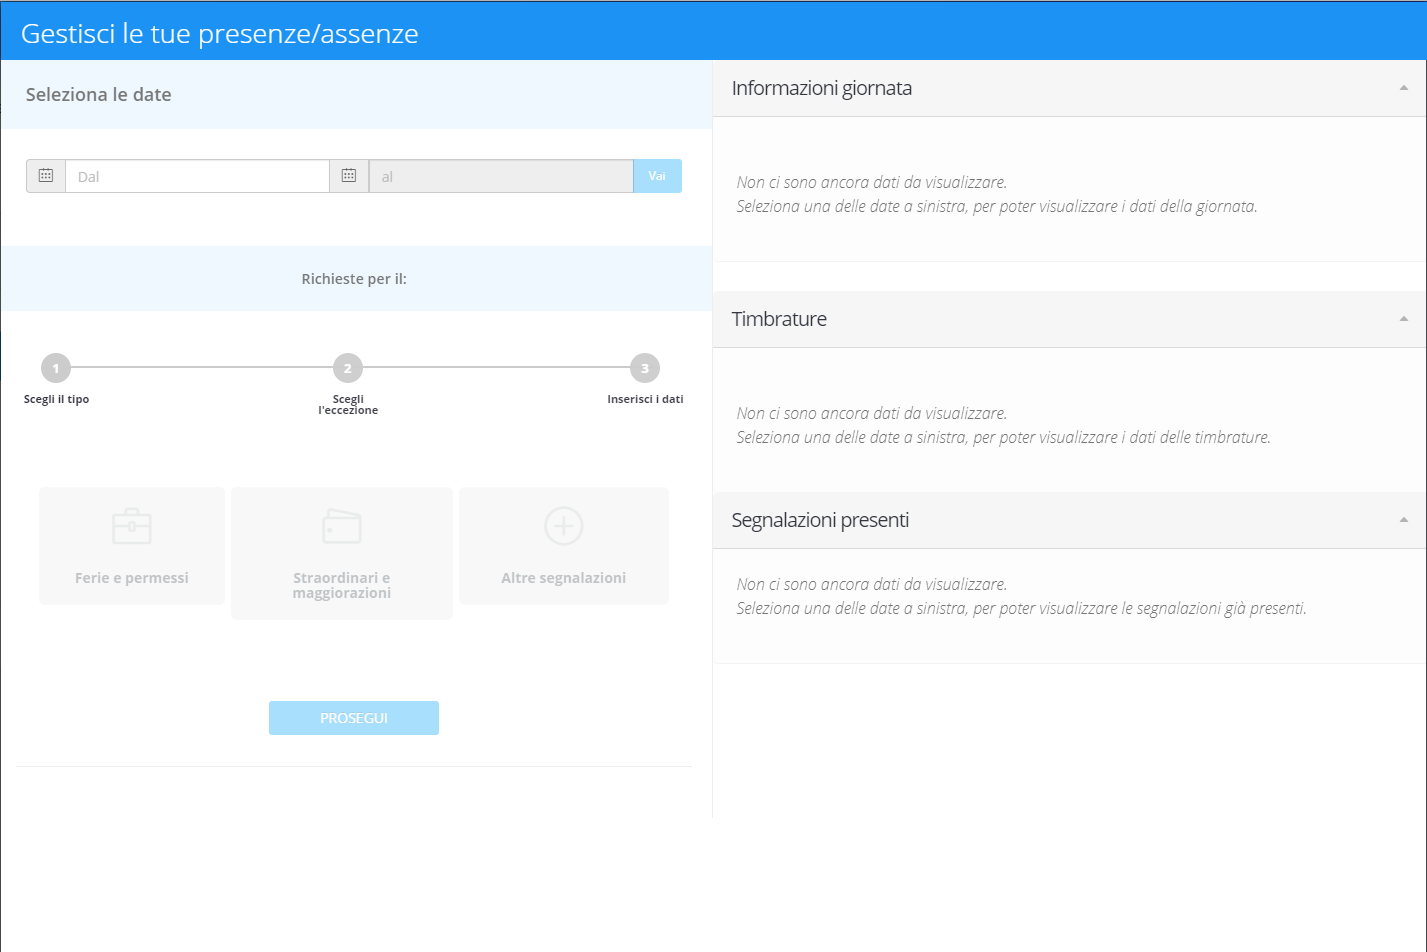 Gestisci le tue presenze/assenze
Seleziona le date
Dal
al
Vai
Richieste per il:
1
2
3
Scegli il tipo
Scegli
l'eccezione
Inserisci i dati
Ferie e permessi
Straordinari e
maggiorazioni
Altre segnalazioni
PROSEGUI
Informazioni giornata
Non ci sono ancora dati da visualizzare.
Seleziona una delle date a sinistra, per poter visualizzare i dati della giornata.
Timbrature
Non ci sono ancora dati da visualizzare.
Seleziona una delle date a sinistra, per poter visualizzare i dati delle timbrature.
Segnalazioni presenti
Non ci sono ancora dati da visualizzare.
Seleziona una delle date a sinistra, per poter visualizzare le segnalazioni già presenti.